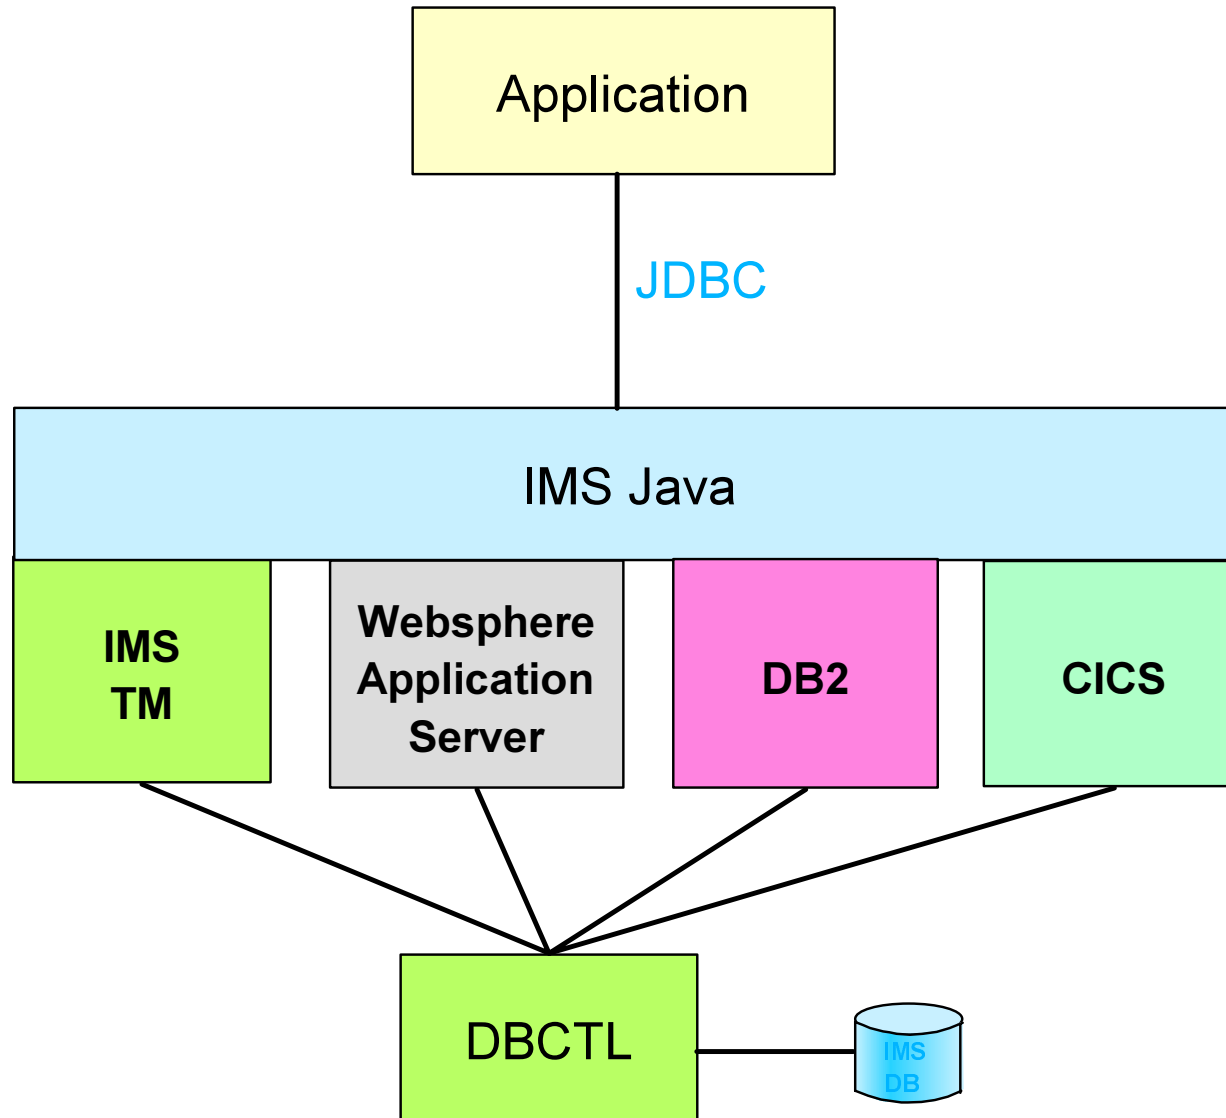 Application
JDBC
IMS Java
IMS
TM
Websphere
Application
Server
DB2
CICS
DBCTL
IMS
DB